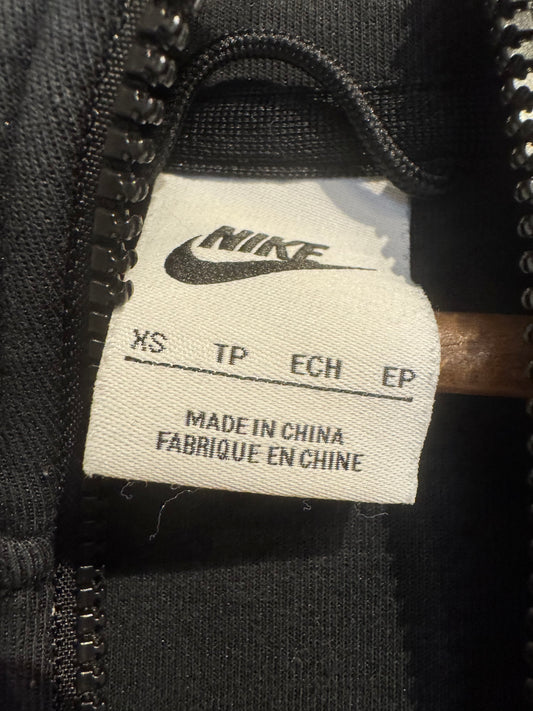 NIKE
XS TP ECH EP
MADE IN CHINA
FABRIQUE EN CHINE